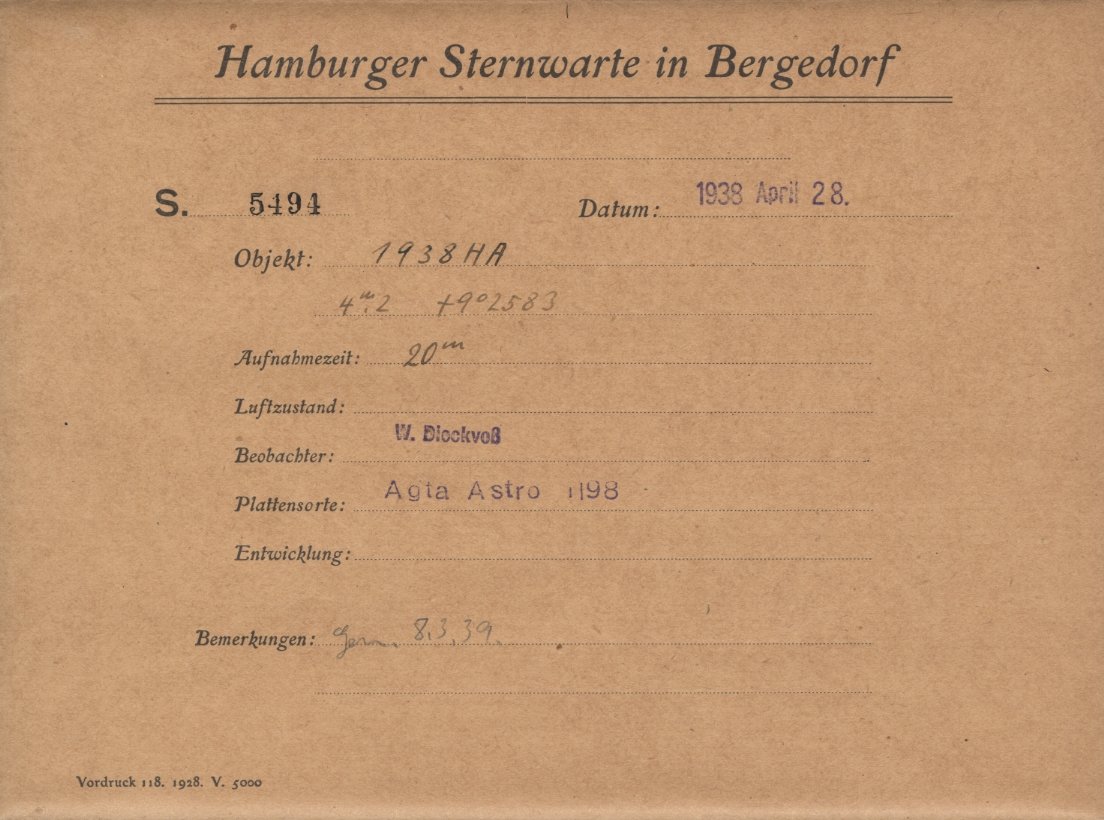 Hamburger Sternwarte in Bergedorf
S. 5494 Datum: 1938 April 28.
Objekt: 1938 HA
4ᵐ.2 +9°2583
Aufnahmezeit: 20ᵐ
Luftzustand:
Beobachter: W. Dieckvoß
Plattensorte: Agfa Astro 1198
Entwicklung:
Bemerkungen: 8.3.39.
Vordruck 118. 1928. V. 5000